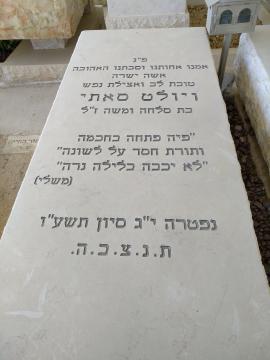 פ״נ
אמנו אחותנו וסבתנו האהובה
אשה ישרה
טובת לב ואצילת נפש
ויולט סאתי
בת סלחה ומשה ז"ל
"פיה פתחה בחכמה
ותורת חסד על לשונה"
"לא יכבה בלילה נרה"
(משלי)
נפטרה י"ג סיון תשע"ו
ת.נ.צ.ב.ה.